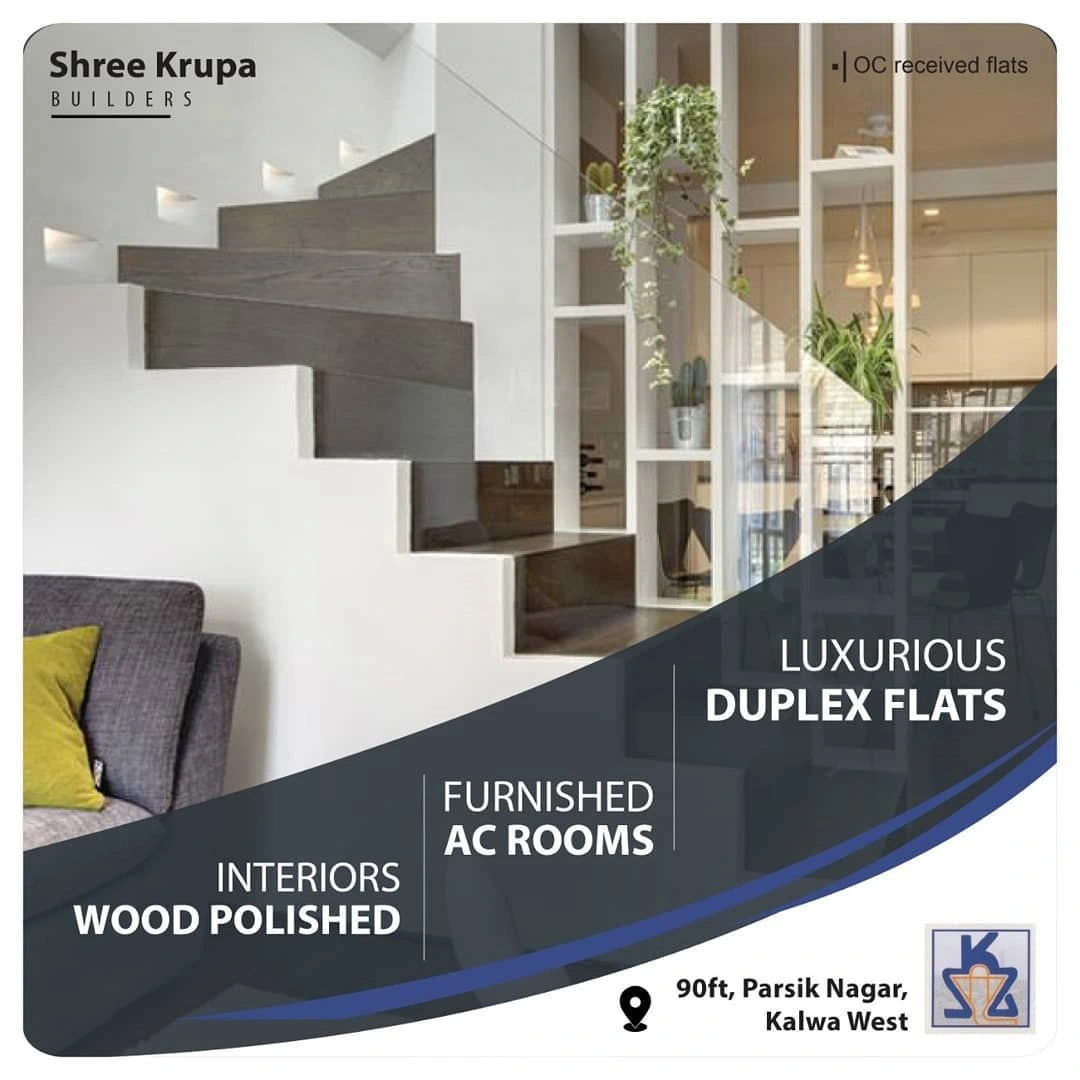 Shree Krupa
BUILDERS
OC received flats
LUXURIOUS
DUPLEX FLATS
FURNISHED
AC ROOMS
INTERIORS
WOOD POLISHED
90ft, Parsik Nagar,
Kalwa West